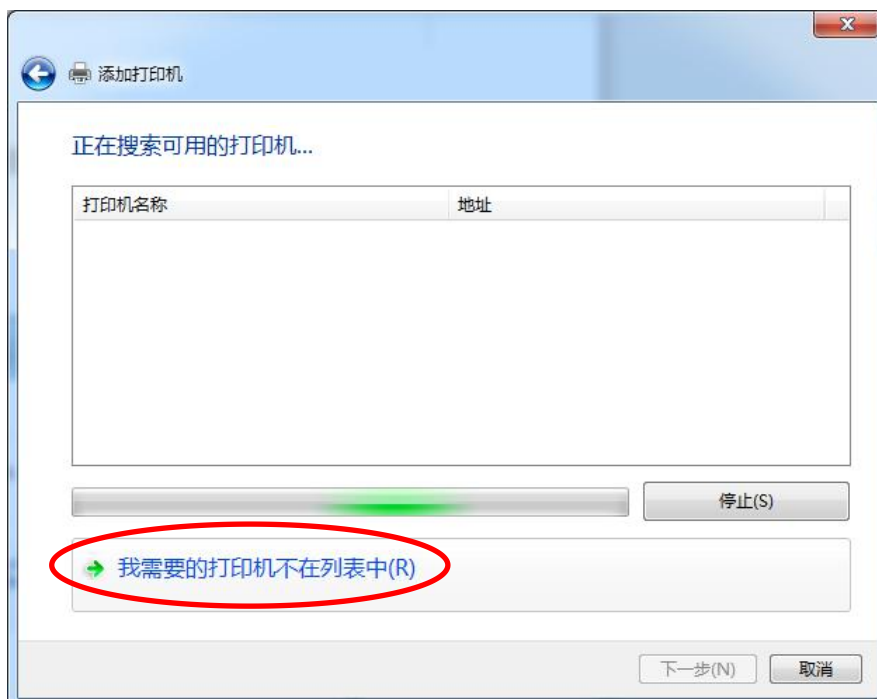 添加打印机
正在搜索可用的打印机...
打印机名称 地址
停止(S)
我需要的打印机不在列表中(R)
下一步(N) 取消